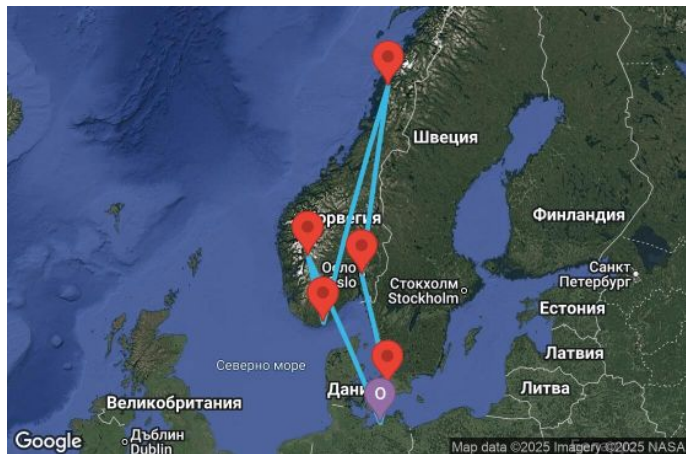 Швеция
Норвегия
Финландия
Осло
Oslo
Санкт
Петербург
Стокхолм
Stockholm
Естония
Северно море
Латвия
Дани
Литва
Великобритания
O
Дъблин
Dublin
Google
Map data ©2025 Imagery ©2025 NASA